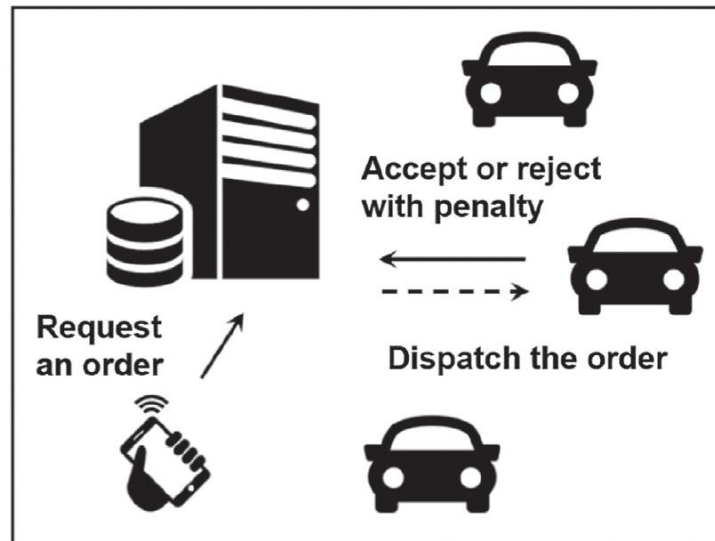 Accept or reject
with penalty
Request
an order
Dispatch the order